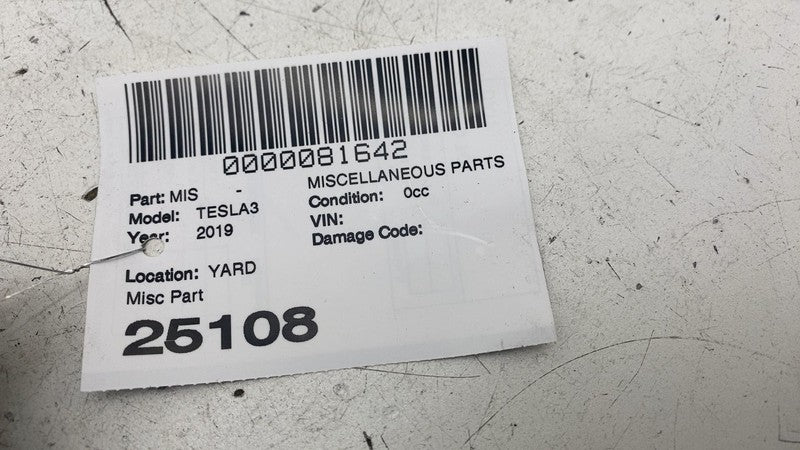 0000081642
Part: MIS - MISCELLANEOUS PARTS
Model: TESLA3 Condition: 0cc
Year: 2019 VIN:
Damage Code:
Location: YARD
Misc Part
25108